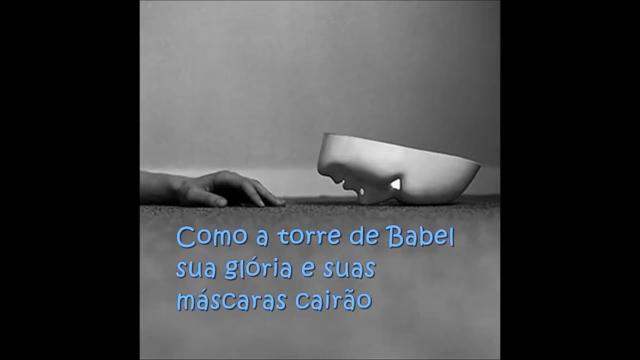 Como a torre de Babel
sua glória e suas
máscaras cairão